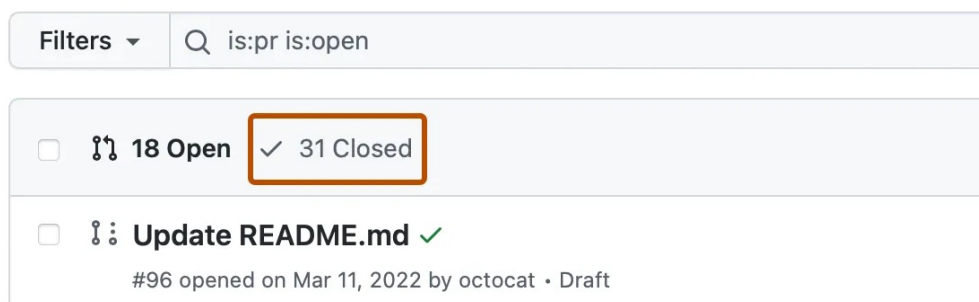 Filters is:pr is:open
18 Open 31 Closed
Update README.md
#96 opened on Mar 11, 2022 by octocat • Draft